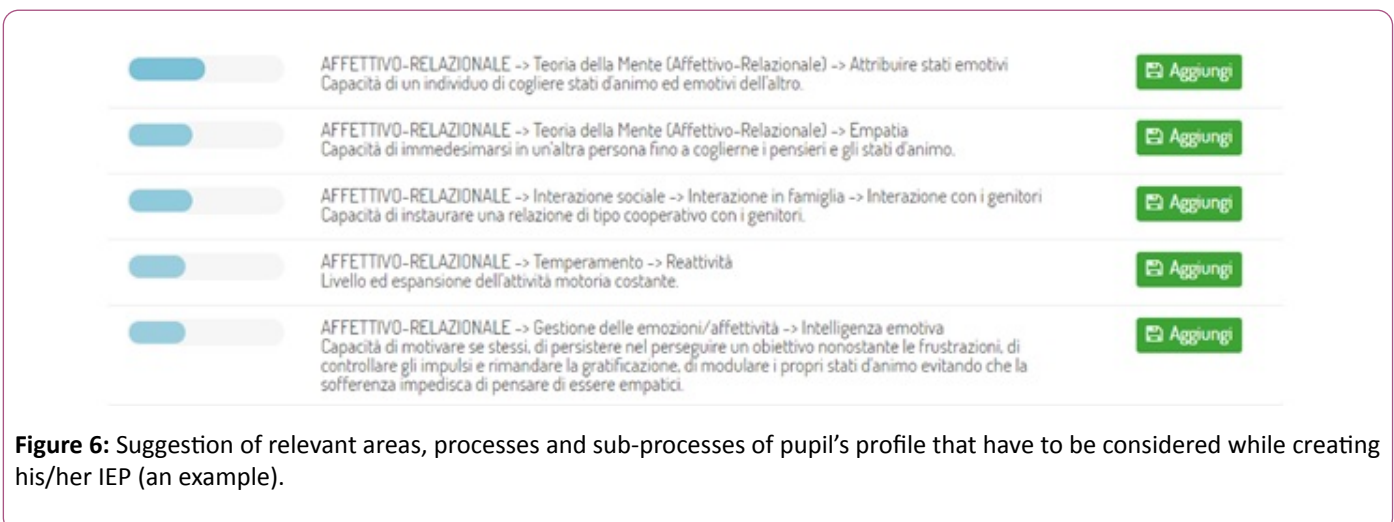 AFFETTIVO-RELAZIONALE -> Teoria della Mente (Affettivo-Relazionale) -> Attribuire stati emotivi
Capacità di un individuo di cogliere stati d'animo ed emotivi dell'altro.
Aggiungi
AFFETTIVO-RELAZIONALE -> Teoria della Mente (Affettivo-Relazionale) -> Empatia
Capacità di immedesimarsi in un'altra persona fino a coglierne i pensieri e gli stati d'animo.
Aggiungi
AFFETTIVO-RELAZIONALE -> Interazione sociale -> Interazione in famiglia -> Interazione con i genitori
Capacità di instaurare una relazione di tipo cooperativo con i genitori.
Aggiungi
AFFETTIVO-RELAZIONALE -> Temperamento -> Reattività
Livello ed espansione dell'attività motoria costante.
Aggiungi
AFFETTIVO-RELAZIONALE -> Gestione delle emozioni/affettività -> Intelligenza emotiva
Capacità di motivare se stessi, di persistere nel perseguire un obiettivo nonostante le frustrazioni, di
controllare gli impulsi e rimandare la gratificazione, di modulare i propri stati d'animo evitando che la
sofferenza impedisca di pensare di essere empatici.
Aggiungi
Figure 6: Suggestion of relevant areas, processes and sub-processes of pupil's profile that have to be considered while creating
his/her IEP (an example).